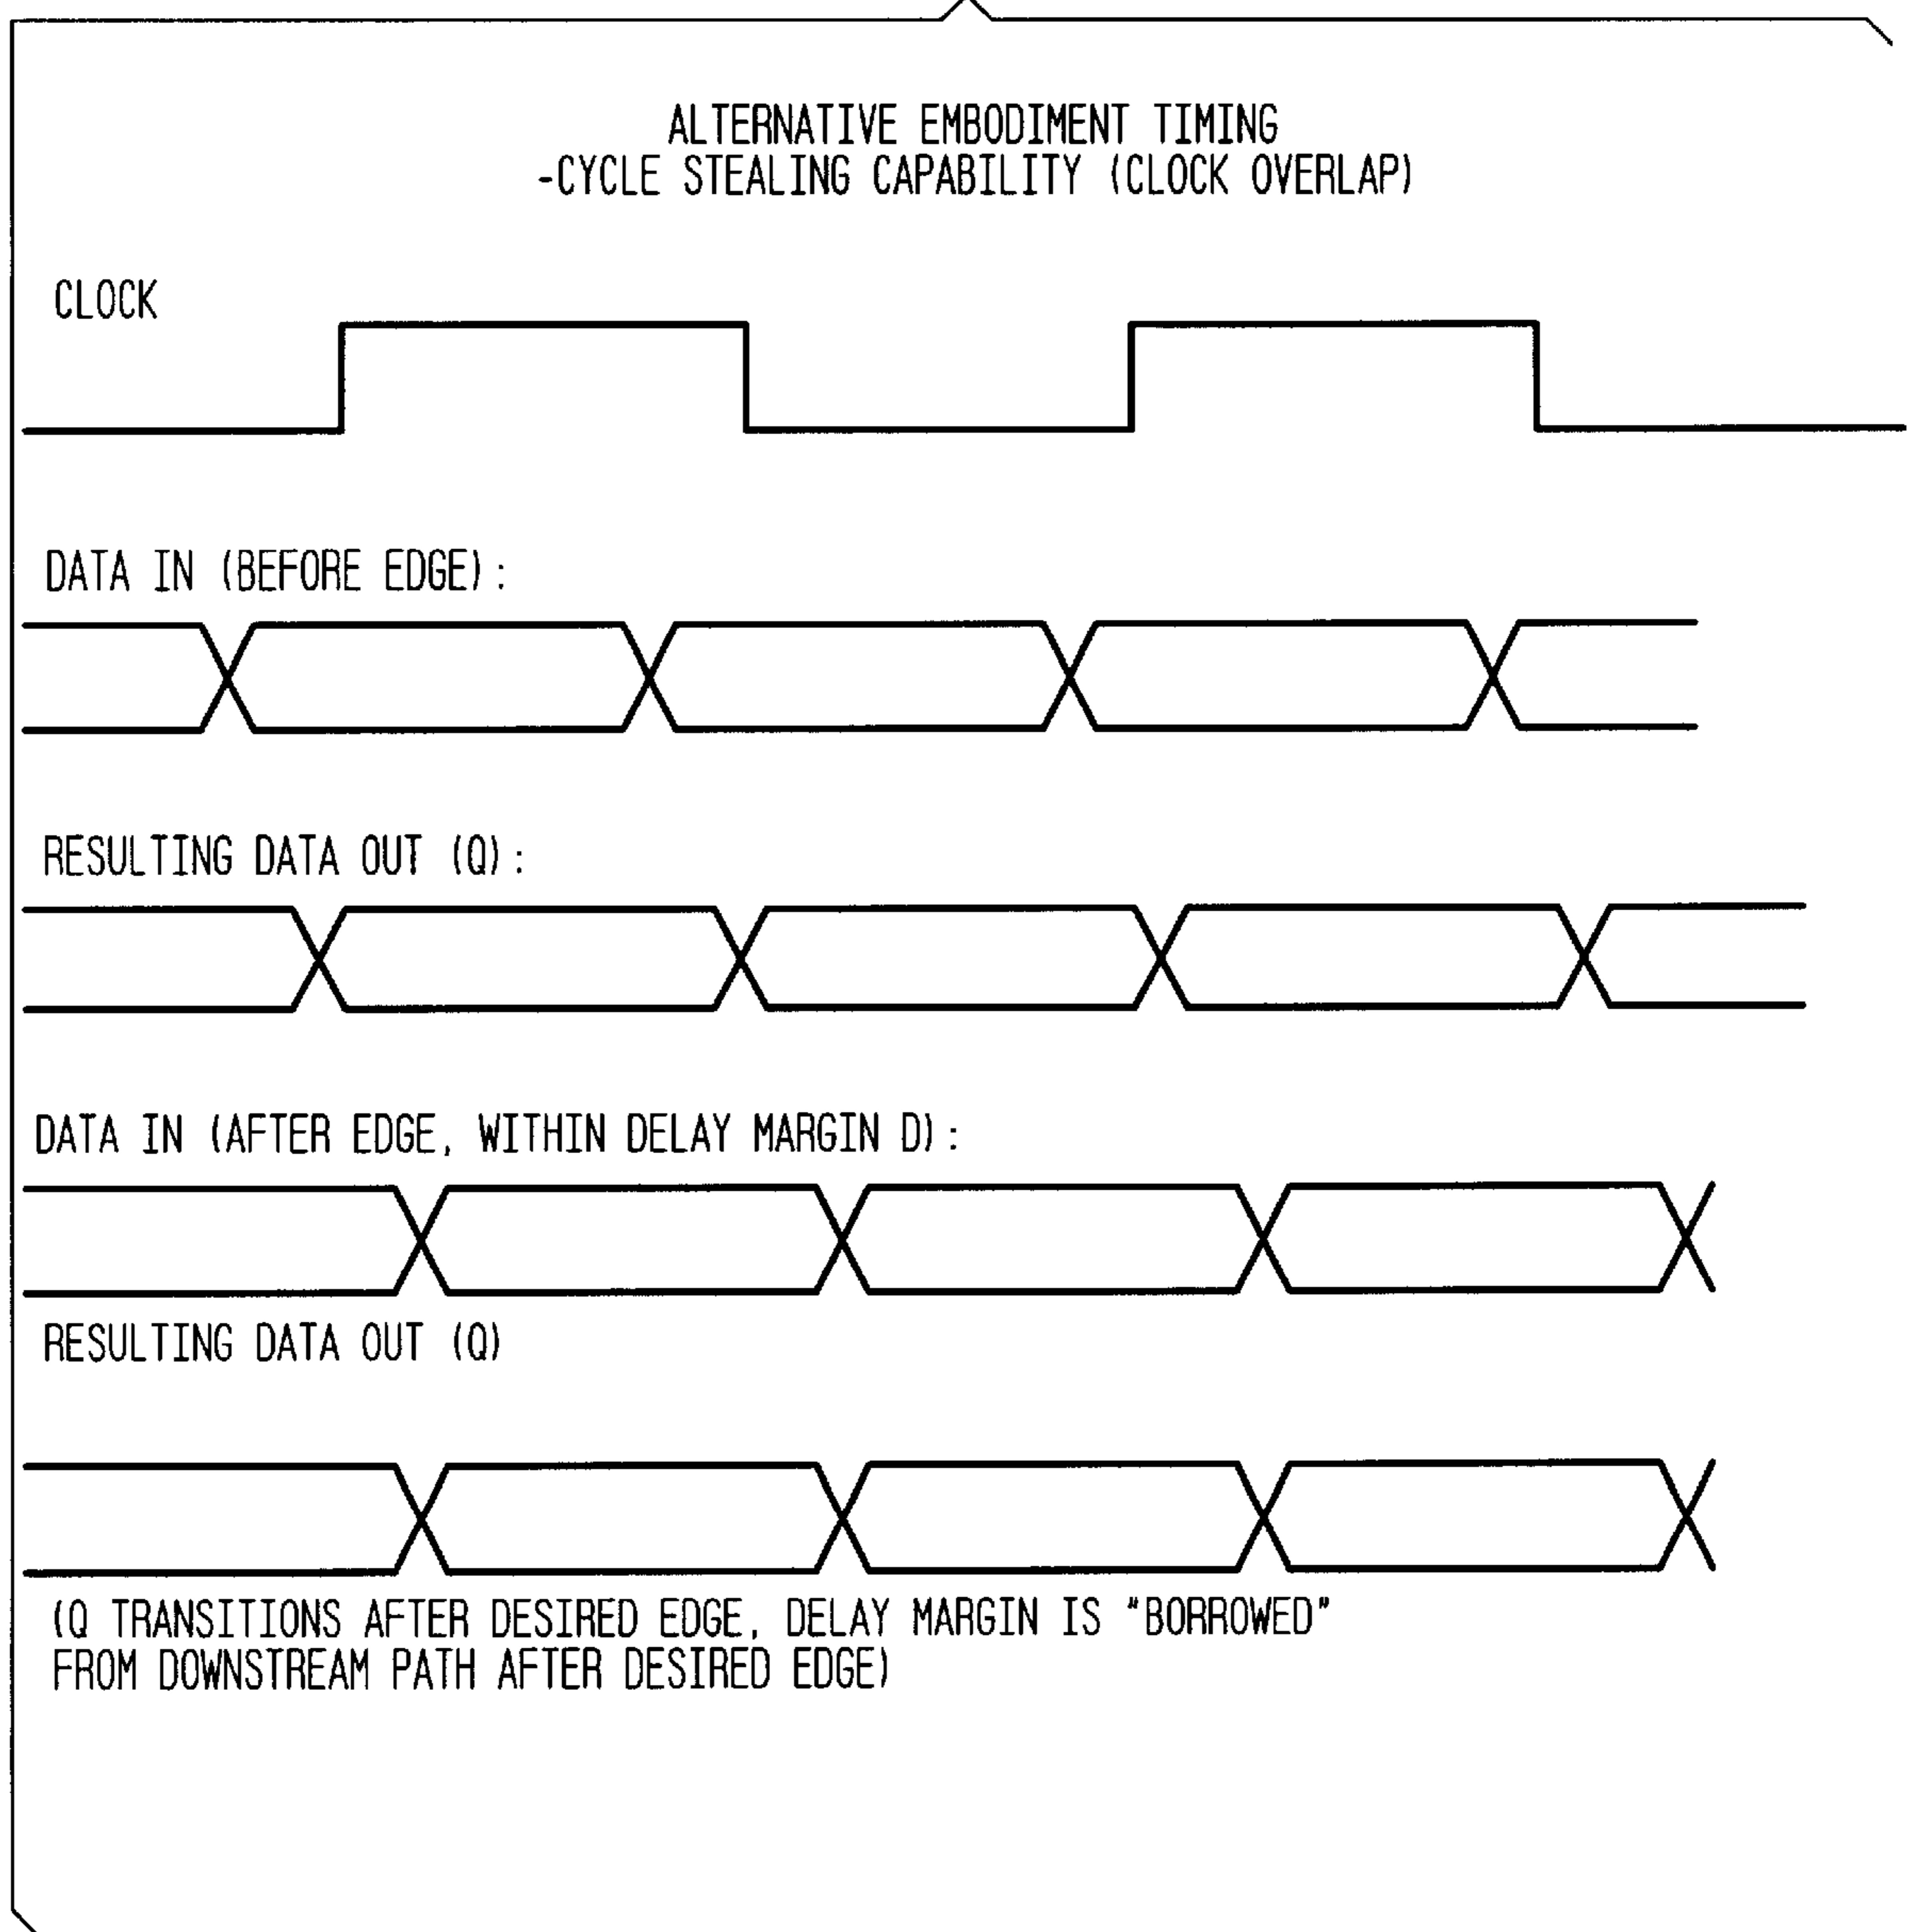 ALTERNATIVE EMBODIMENT TIMING
-CYCLE STEALING CAPABILITY (CLOCK OVERLAP)
CLOCK
DATA IN (BEFORE EDGE):
RESULTING DATA OUT (Q):
DATA IN (AFTER EDGE, WITHIN DELAY MARGIN D):
RESULTING DATA OUT (Q)
(Q TRANSITIONS AFTER DESIRED EDGE, DELAY MARGIN IS "BORROWED"
FROM DOWNSTREAM PATH AFTER DESIRED EDGE)